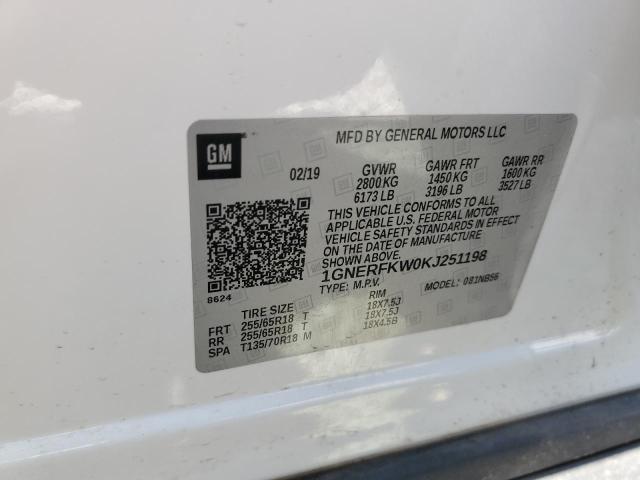 GM
MFD BY GENERAL MOTORS LLC
02/19 GVWR GAWR FRT GAWR RR
2800 KG 1450 KG 1600 KG
6173 LB 3196 LB 3527 LB
THIS VEHICLE CONFORMS TO ALL
APPLICABLE U.S. FEDERAL MOTOR
VEHICLE SAFETY STANDARDS IN EFFECT
ON THE DATE OF MANUFACTURE
SHOWN ABOVE.
1GNERFKW0KJ251198
8624
TYPE: M.P.V. MODEL: 081NB56
TIRE SIZE RIM
FRT 255/65R18 T 18X7.5J
RR 255/65R18 T 18X7.5J
SPA T135/70R18 M 18X4.5B